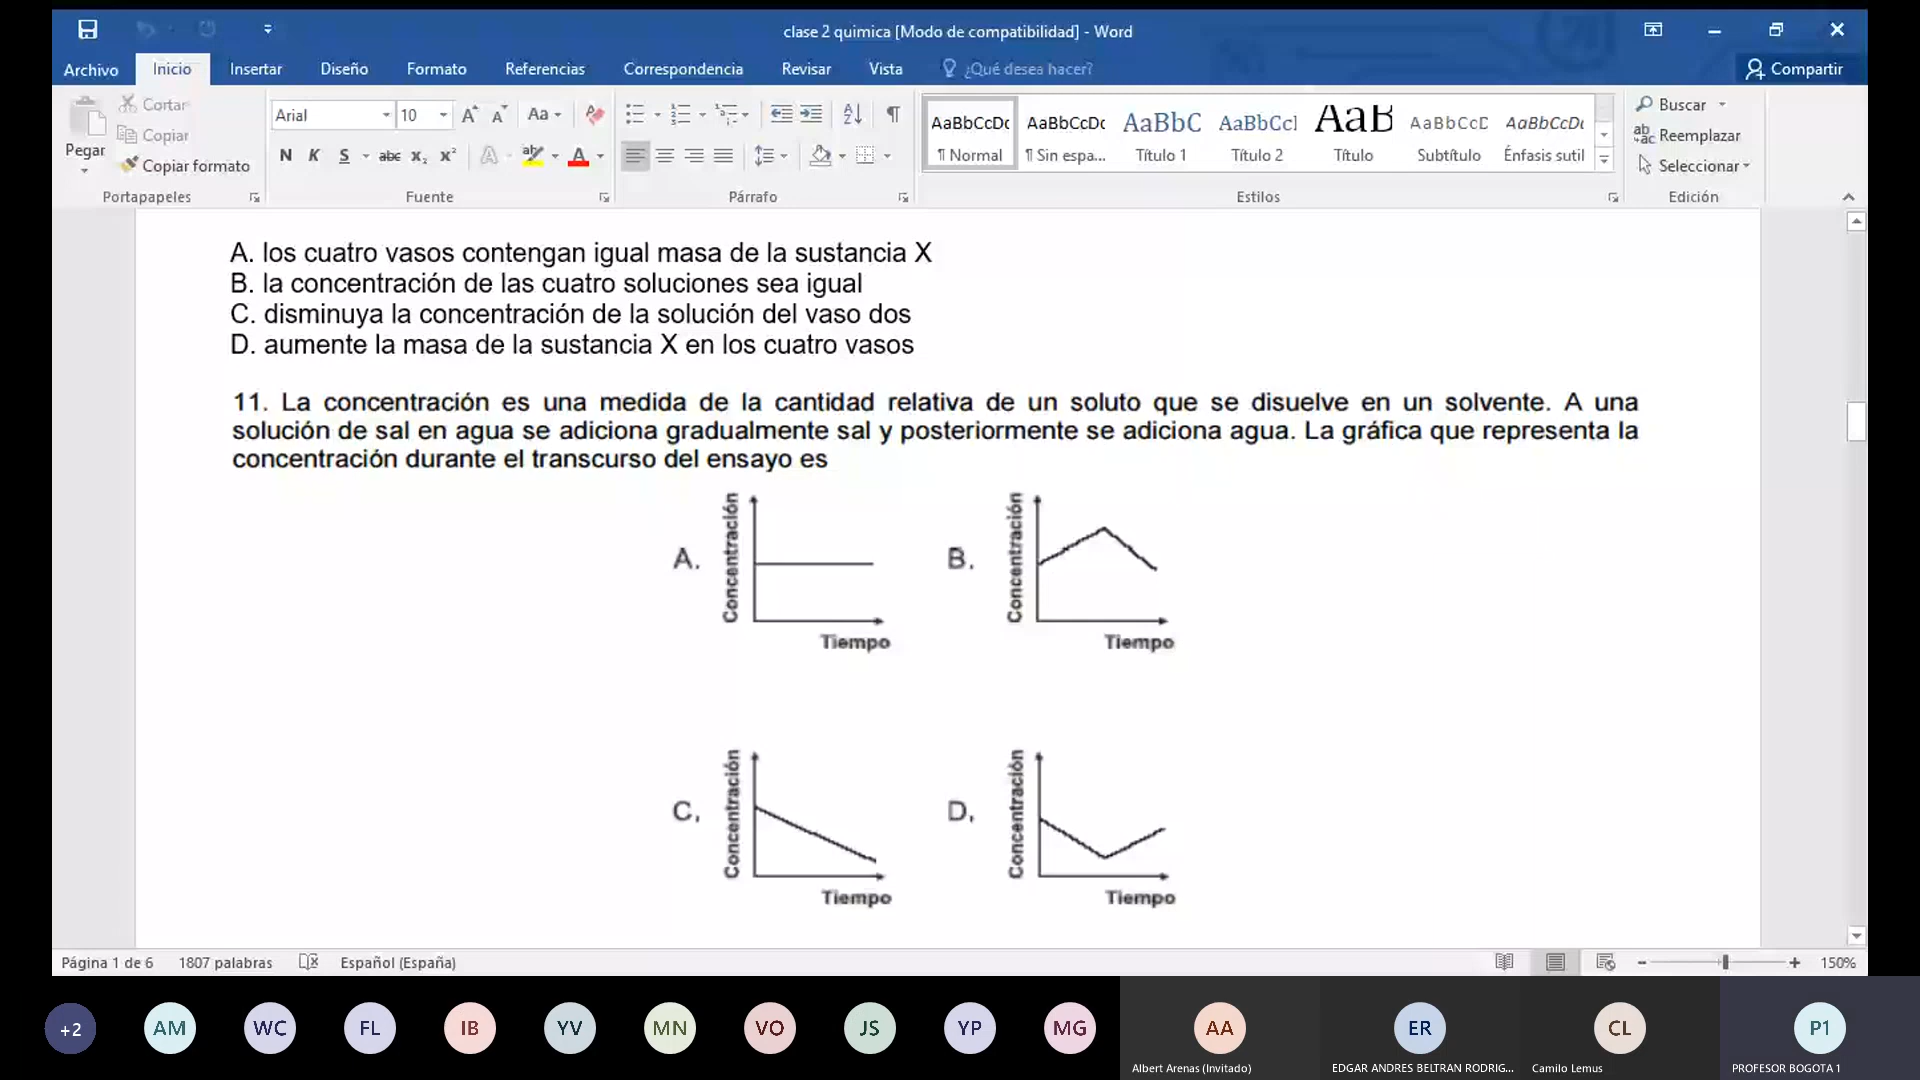 clase 2 quimica [Modo de compatibilidad] - Word
Archivo Inicio Insertar Diseño Formato Referencias Correspondencia Revisar Vista ¿Qué desea hacer? Compartir
Pegar
Cortar
Copiar
Copiar formato
Portapapeles
Arial 10
N K S abc x₂ x²
Fuente
Párrafo
AaBbCcDc
¶ Normal
AaBbCcDc
¶ Sin espa...
AaBbC
Título 1
AaBbCcl
Título 2
AaB
Título
AaBbCcD
Subtítulo
AaBbCcDc
Énfasis sutil
Estilos
Buscar
Reemplazar
Seleccionar
Edición
A. los cuatro vasos contengan igual masa de la sustancia X
B. la concentración de las cuatro soluciones sea igual
C. disminuya la concentración de la solución del vaso dos
D. aumente la masa de la sustancia X en los cuatro vasos
11. La concentración es una medida de la cantidad relativa de un soluto que se disuelve en un solvente. A una
solución de sal en agua se adiciona gradualmente sal y posteriormente se adiciona agua. La gráfica que representa la
concentración durante el transcurso del ensayo es
A.
Concentración
Tiempo
B.
Concentración
Tiempo
C.
Concentración
Tiempo
D.
Concentración
Tiempo
Página 1 de 6 1807 palabras Español (España) 150%
+2 AM WC FL IB YV MN VO JS YP MG AA ER CL P1
Albert Arenas (Invitado) EDGAR ANDRES BELTRAN RODRIG... Camilo Lemus PROFESOR BOGOTA 1